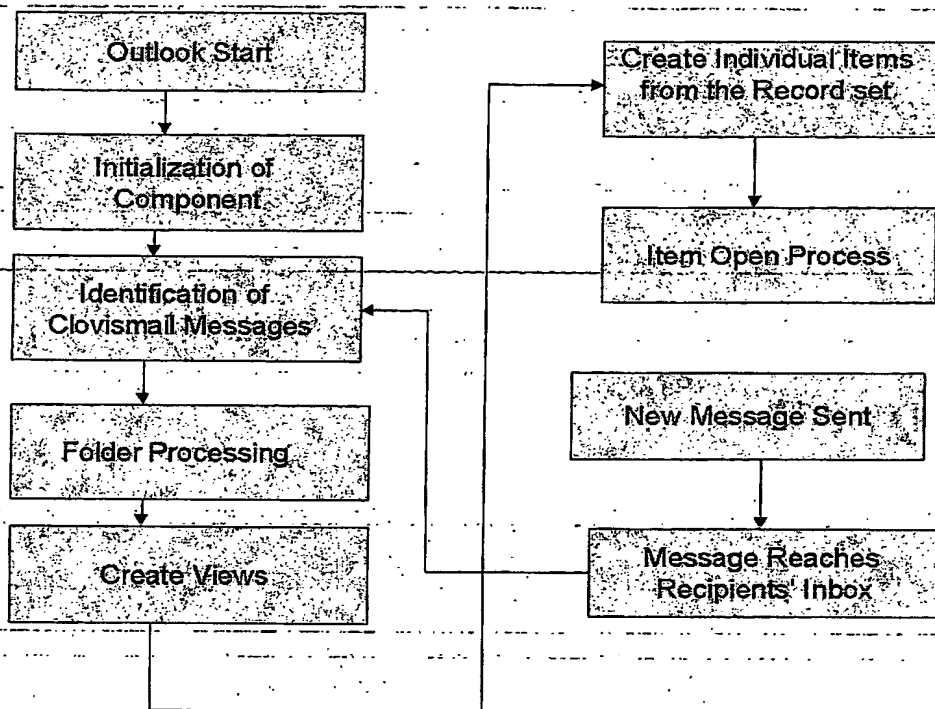 Outlook Start
Initialization of
Component
Identification of
Clovismail Messages
Folder Processing
Create Views
Create Individual Items
from the Record set
Item Open Process
New Message Sent
Message Reaches
Recipients' Inbox